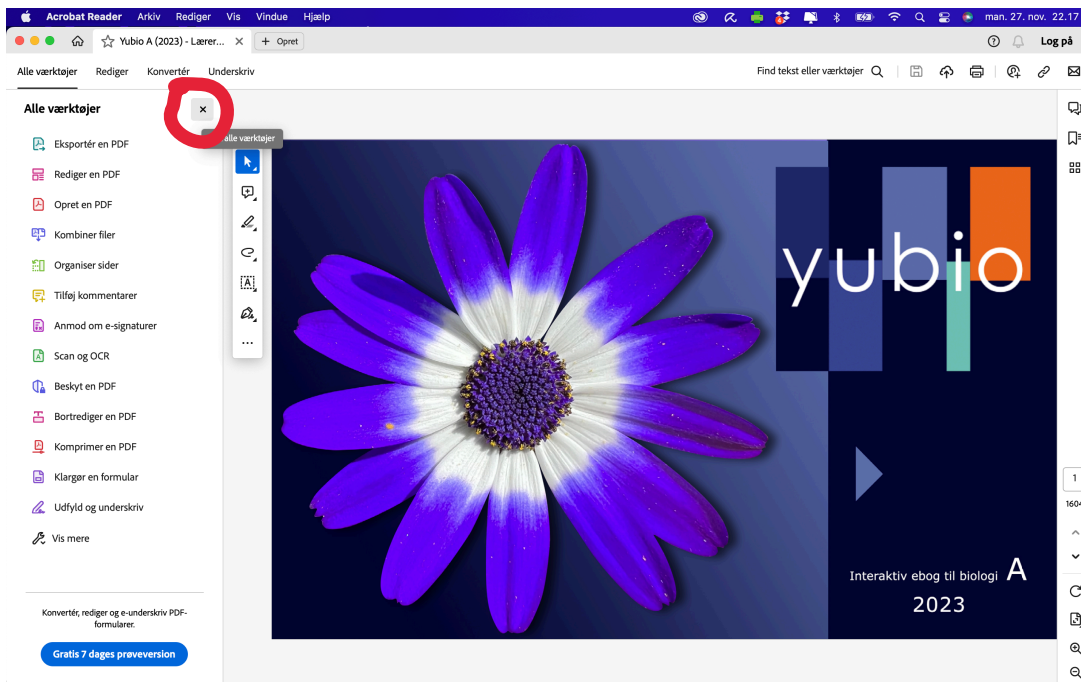 Acrobat Reader Arkiv Rediger Vis Vindue Hjælp
man. 27. nov. 22.17
Yubio A (2023) - Lærer...
+ Opret
Log på
Alle værktøjer Rediger Konvertér Underskriv
Find tekst eller værktøjer
Alle værktøjer
alle værktøjer
Eksportér en PDF
Rediger en PDF
Opret en PDF
Kombiner filer
Organiser sider
Tilføj kommentarer
Anmod om e-signaturer
Scan og OCR
Beskyt en PDF
Bortrediger en PDF
Komprimer en PDF
Klargør en formular
Udfyld og underskriv
Vis mere
Konvertér, rediger og e-underskriv PDF-
formularer.
Gratis 7 dages prøveversion
yubio
Interaktiv ebog til biologi A
2023
1
1604